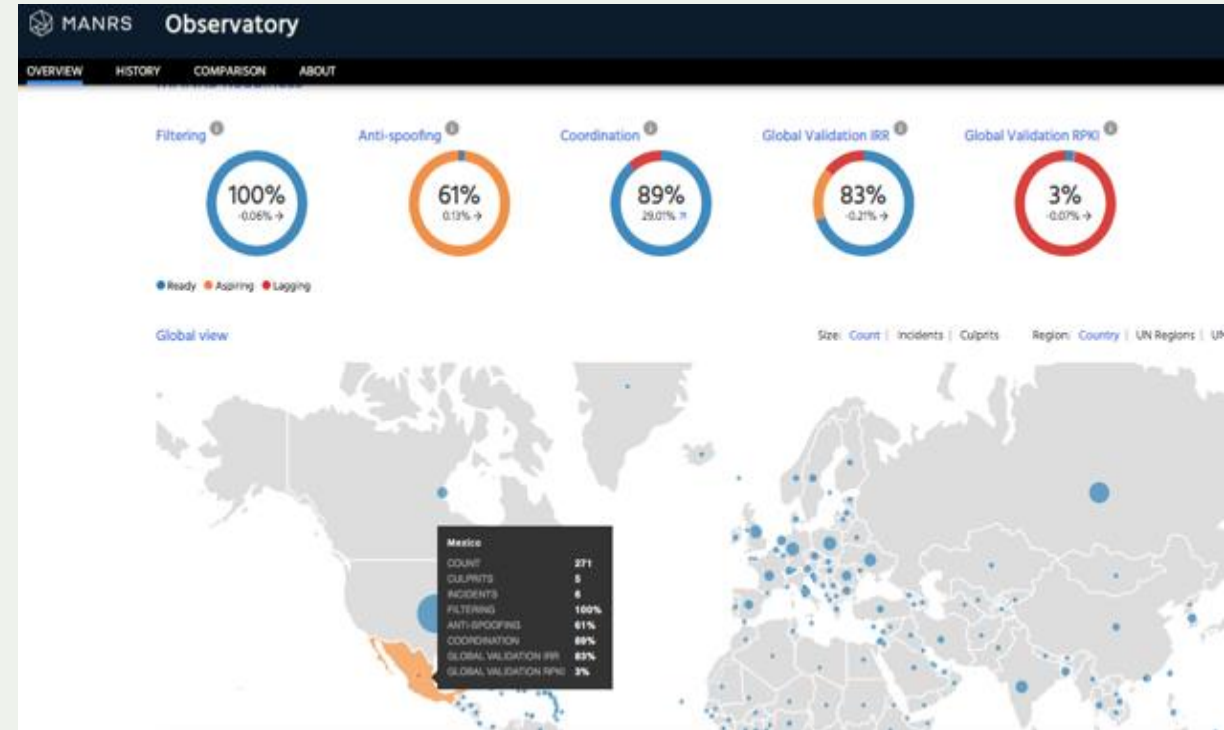 MANRS Observatory
OVERVIEW HISTORY COMPARISON ABOUT
Filtering Anti-spoofing Coordination Global Validation IRR Global Validation RPKI
100% 61% 89% 83% 3%
-0.06% → 0.13% → 29.01% ↗ -0.21% → -0.07% →
Ready Aspiring Lagging
Global view Size: Count | Incidents | Culprits Region: Country | UN Regions | UN
Mexico
COUNT 271
CULPRITS 5
INCIDENTS 6
FILTERING 100%
ANTI-SPOOFING 61%
COORDINATION 89%
GLOBAL VALIDATION IRR 83%
GLOBAL VALIDATION RPKI 3%